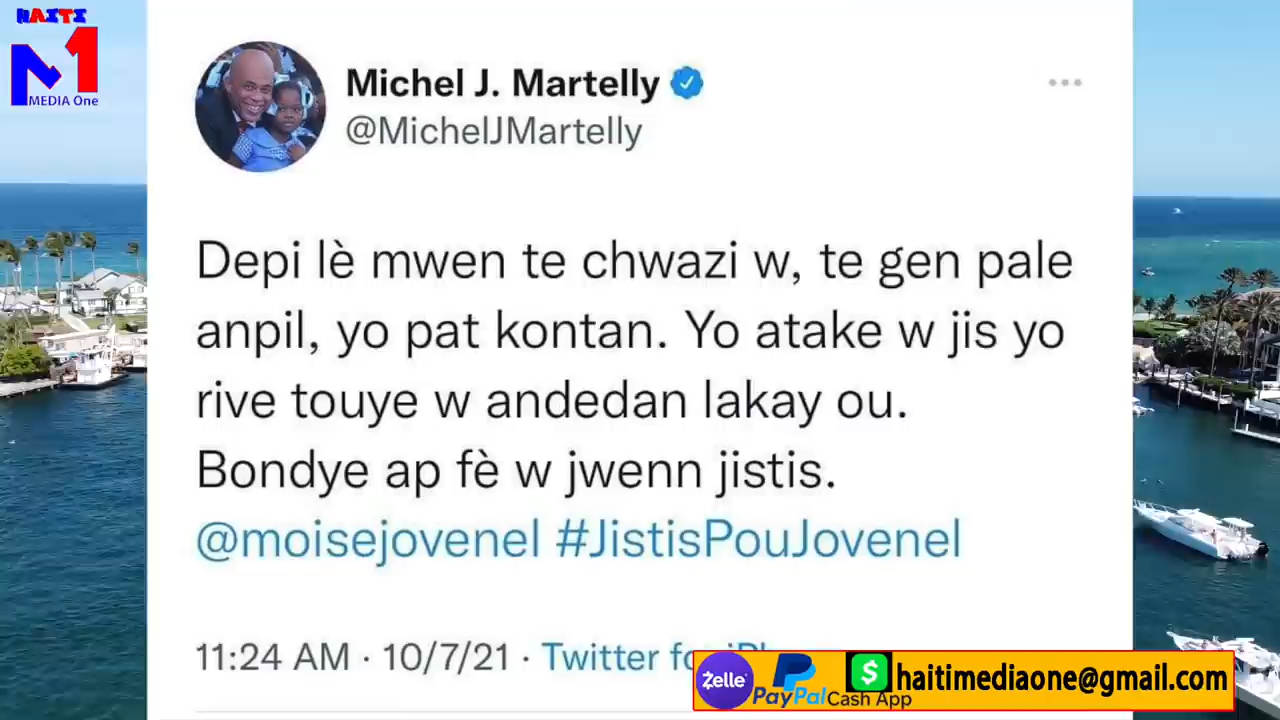 HAITI
M1
MEDIA One
Michel J. Martelly
@MichelJMartelly
Depi lè mwen te chwazi w, te gen pale
anpil, yo pat kontan. Yo atake w jis yo
rive touye w andedan lakay ou.
Bondye ap fè w jwenn jistis.
@moisejovenel #JistisPouJovenel
11:24 AM · 10/7/21 · Twitter
Zelle PayPal $ Cash App haitimediaone@gmail.com